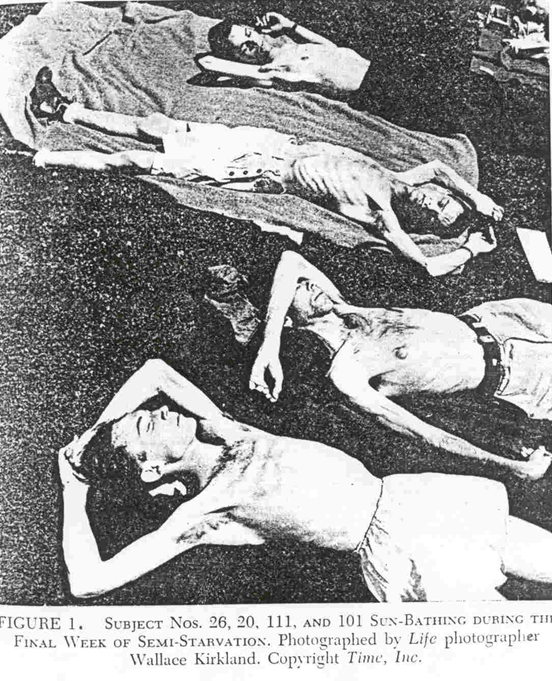 FIGURE 1. SUBJECT NOS. 26, 20, 111, AND 101 SUN-BATHING DURING TH
FINAL WEEK OF SEMI-STARVATION. Photographed by Life photographer
Wallace Kirkland. Copyright Time, Inc.